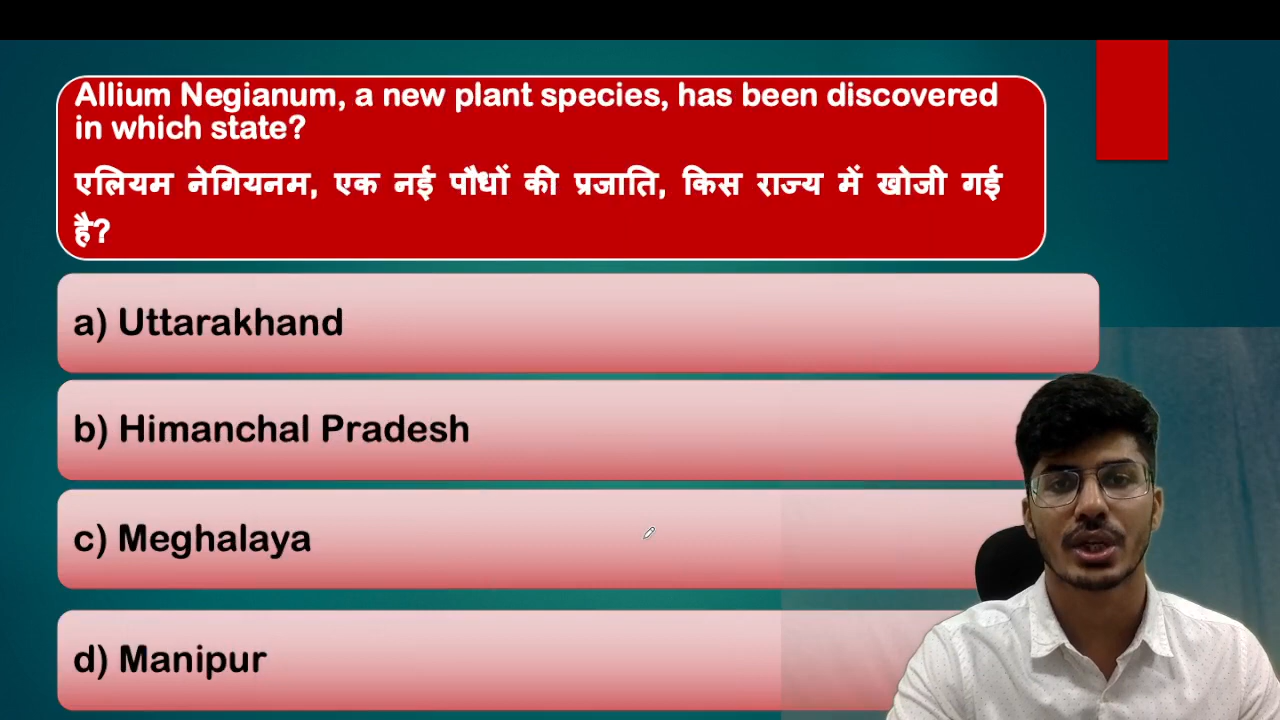 Allium Negianum, a new plant species, has been discovered
in which state?
एलियम नेगियनम, एक नई पौधों की प्रजाति, किस राज्य में खोजी गई
है?
a) Uttarakhand
b) Himanchal Pradesh
c) Meghalaya
d) Manipur